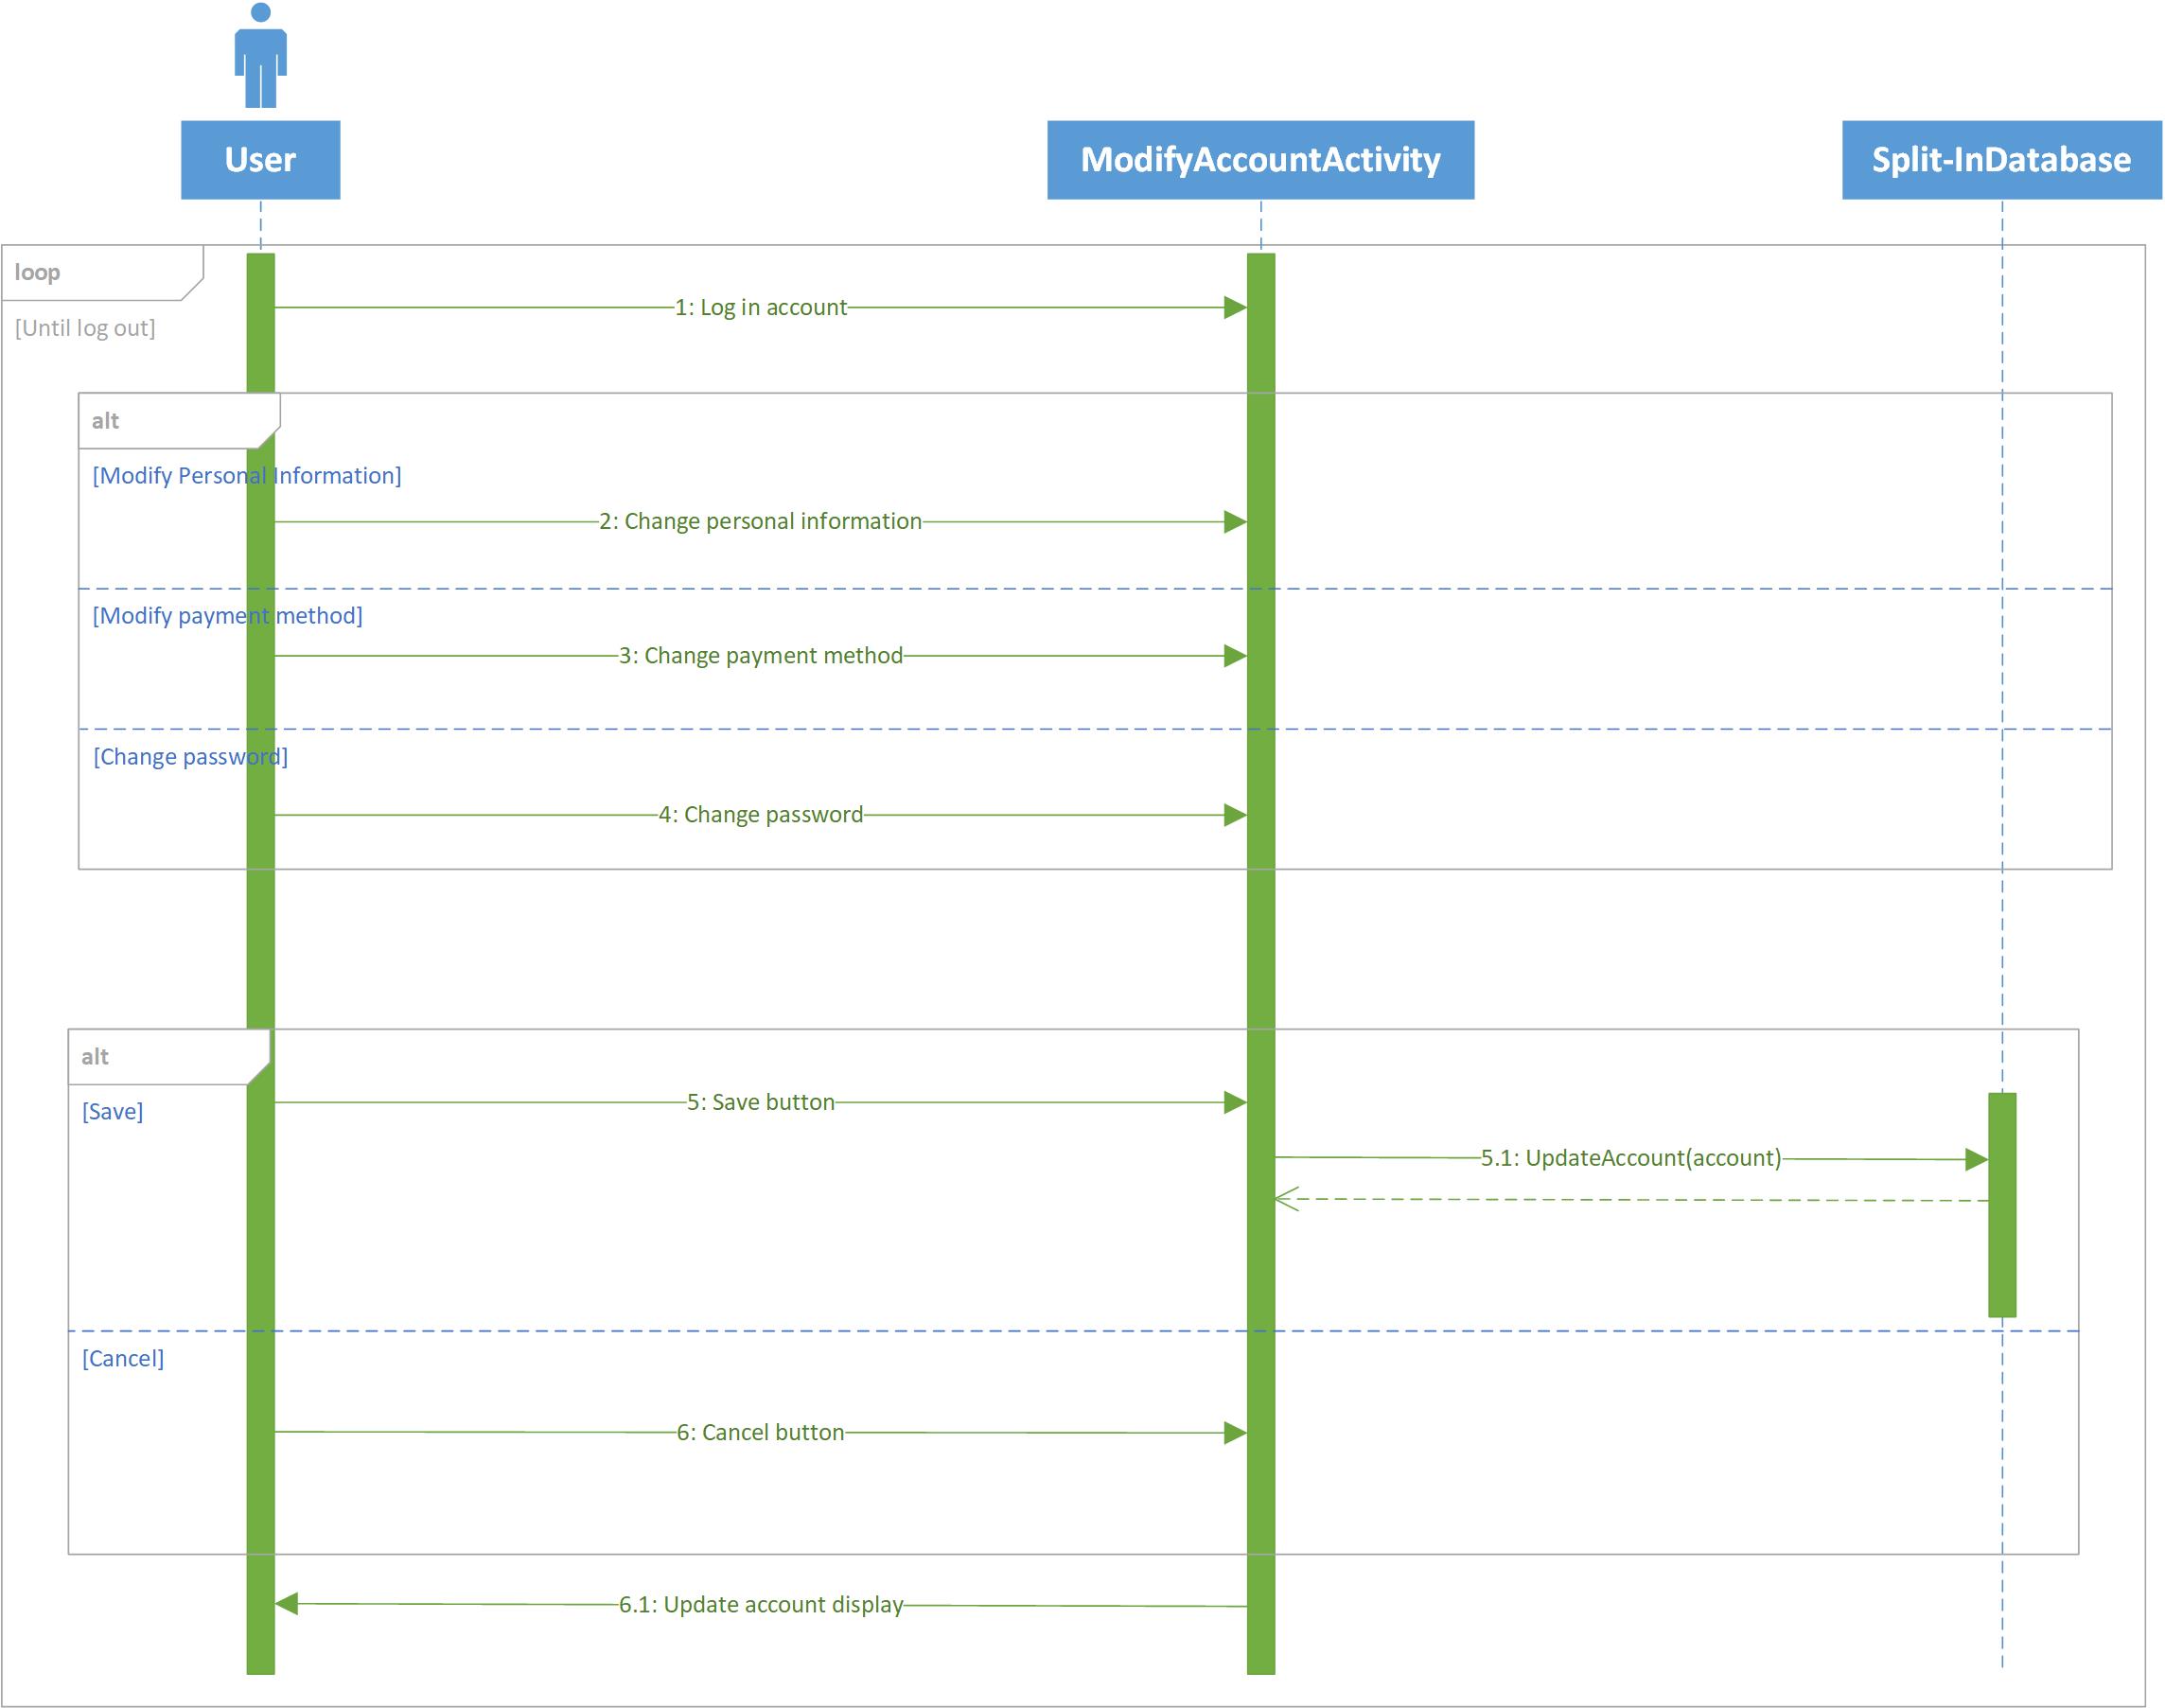 User
ModifyAccountActivity
Split-InDatabase
loop
[Until log out]
1: Log in account
alt
[Modify Personal Information]
2: Change personal information
[Modify payment method]
3: Change payment method
[Change password]
4: Change password
alt
[Save]
5: Save button
5.1: UpdateAccount(account)
[Cancel]
6: Cancel button
6.1: Update account display